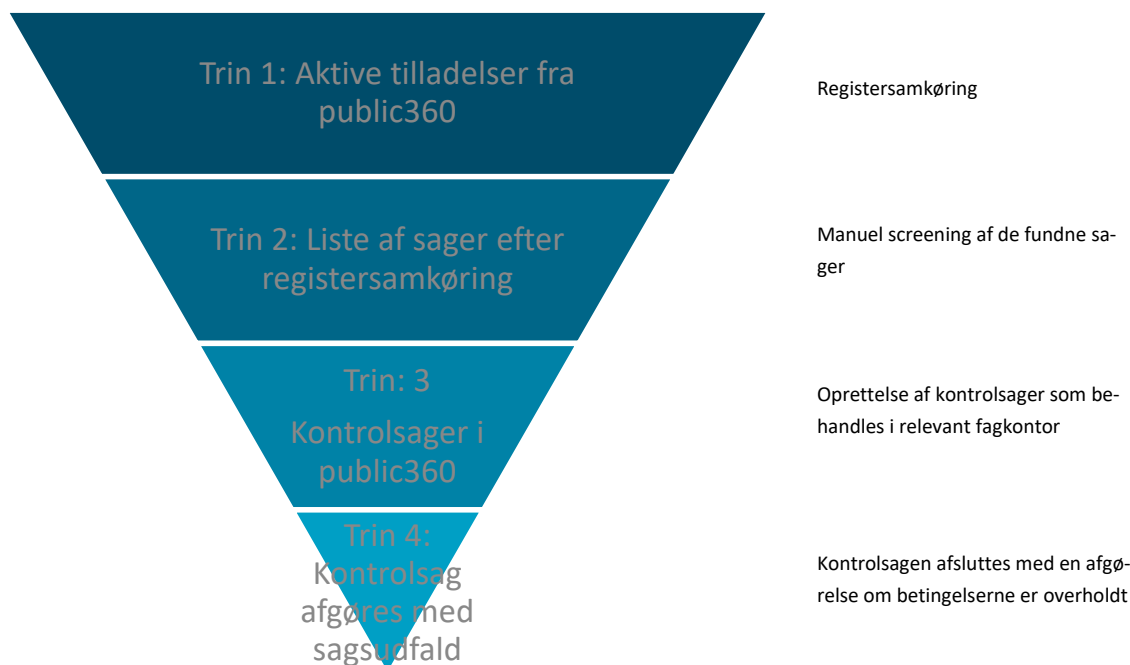 Trin 1: Aktive tilladelser fra
public360
Registersamkøring
Trin 2: Liste af sager efter
registersamkøring
Manuel screening af de fundne sa-
ger
Trin: 3
Kontrolsager i
public360
Oprettelse af kontrolsager som be-
handles i relevant fagkontor
Trin 4:
Kontrolsag
afgøres med
sagsudfald
Kontrolsagen afsluttes med en afgø-
relse om betingelserne er overholdt